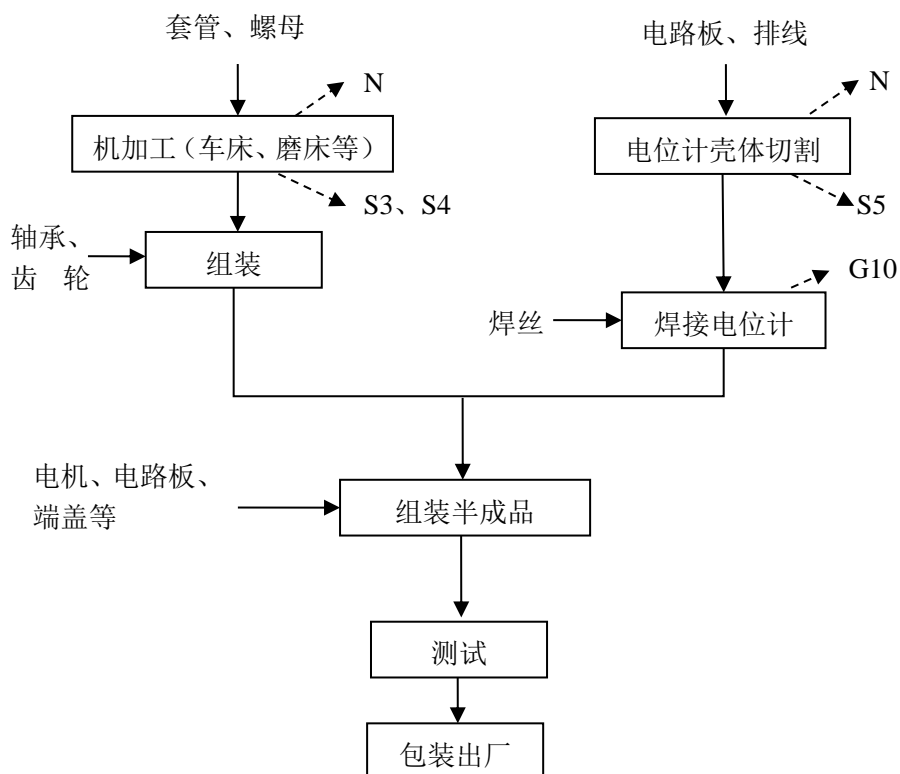 套管、螺母
电路板、排线
N
N
机加工（车床、磨床等）
电位计壳体切割
S3、S4
S5
轴承、
齿 轮
组装
G10
焊丝
焊接电位计
电机、电路板、
端盖等
组装半成品
测试
包装出厂